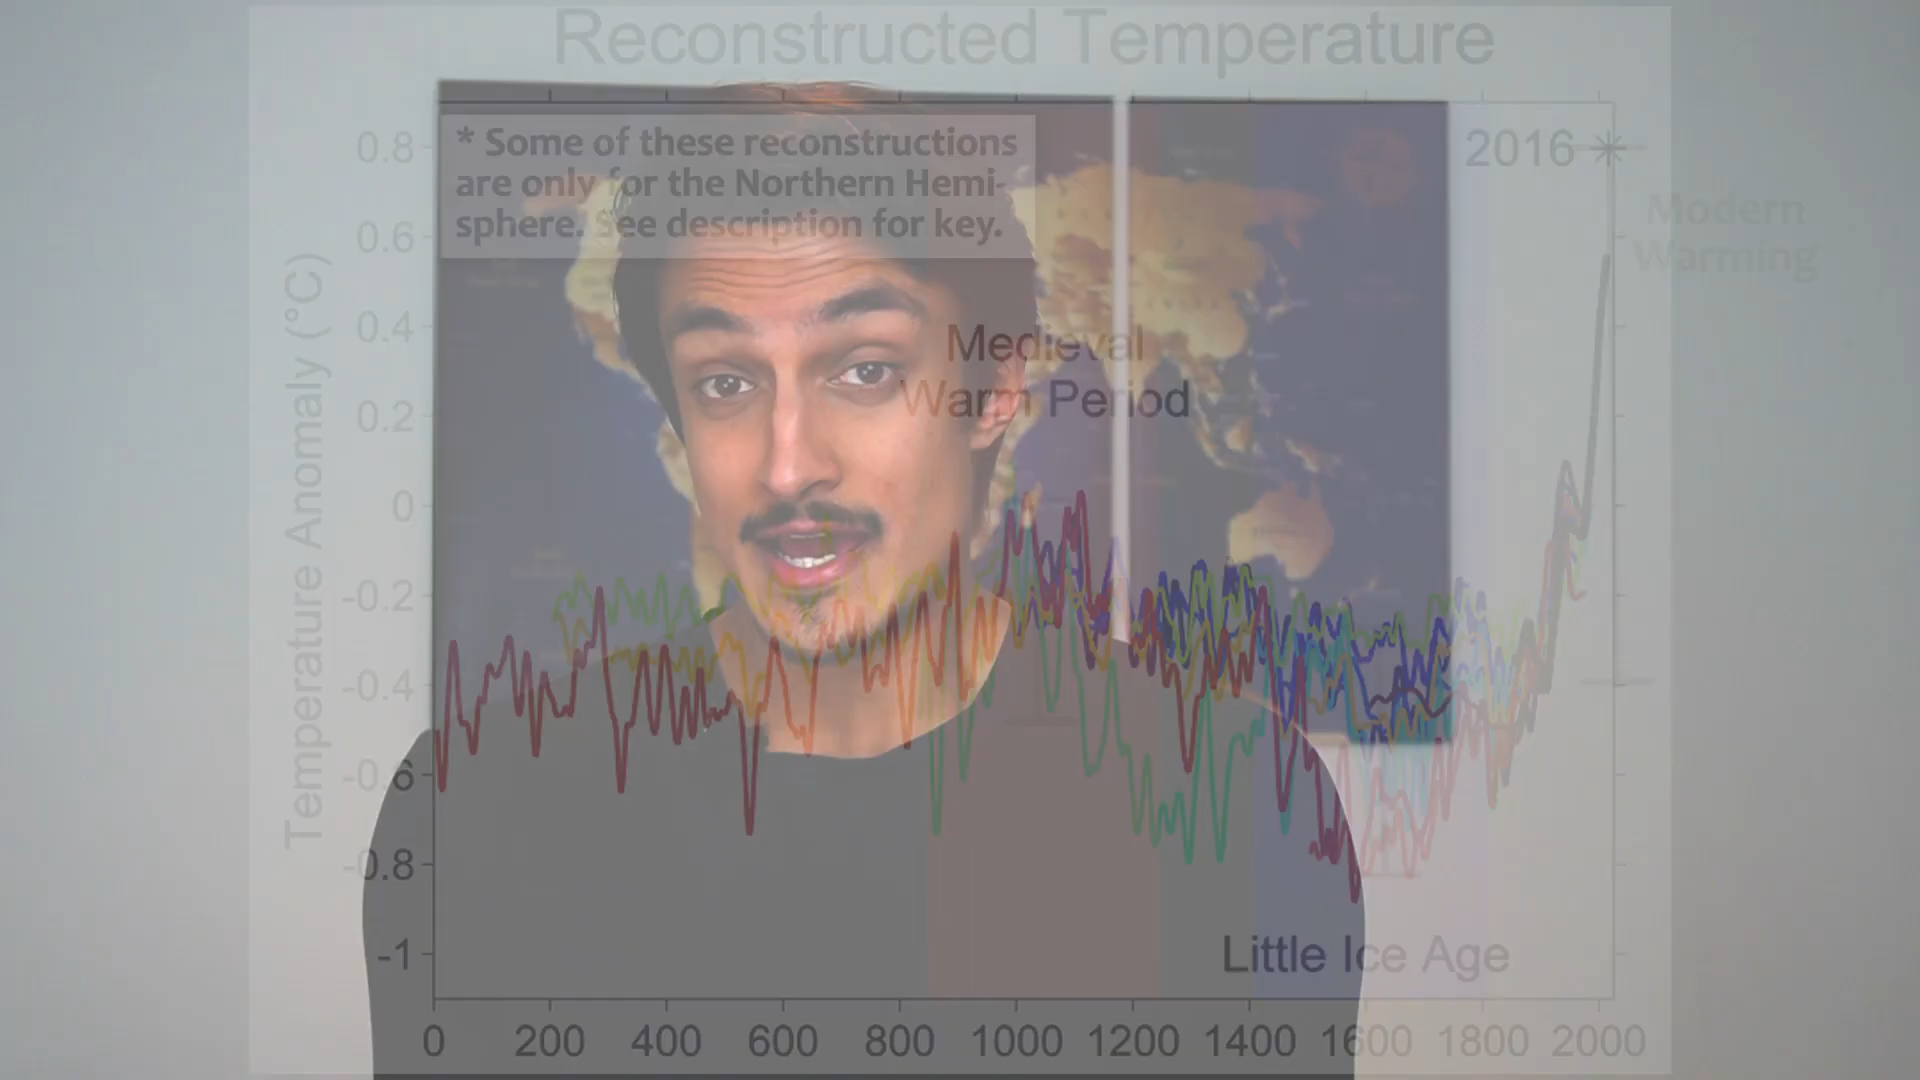 Reconstructed Temperature
* Some of these reconstructions
are only for the Northern Hemi-
sphere. See description for key.
2016
Modern
Warming
Medieval
Warm Period
Little Ice Age
Temperature Anomaly (°C)
0.8
0.6
0.4
0.2
0
-0.2
-0.4
-0.6
-0.8
-1
0 200 400 600 800 1000 1200 1400 1600 1800 2000